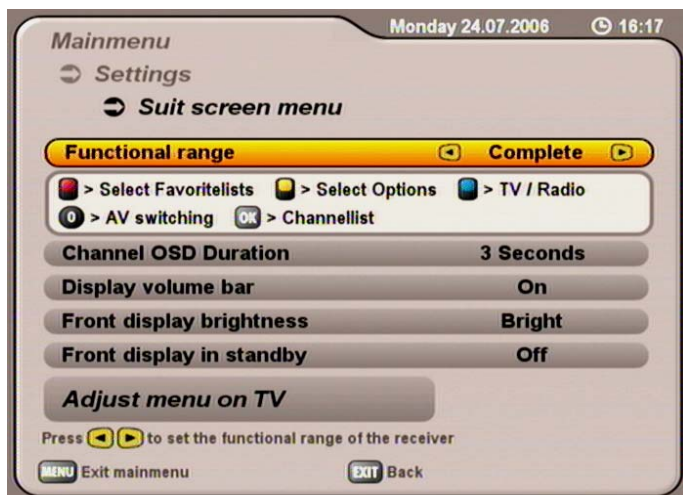 Monday 24.07.2006 16:17
Mainmenu
Settings
Suit screen menu
Functional range Complete
> Select Favoritelists > Select Options > TV / Radio
0 > AV switching OK > Channellist
Channel OSD Duration 3 Seconds
Display volume bar On
Front display brightness Bright
Front display in standby Off
Adjust menu on TV
Press to set the functional range of the receiver
MENU Exit mainmenu EXIT Back